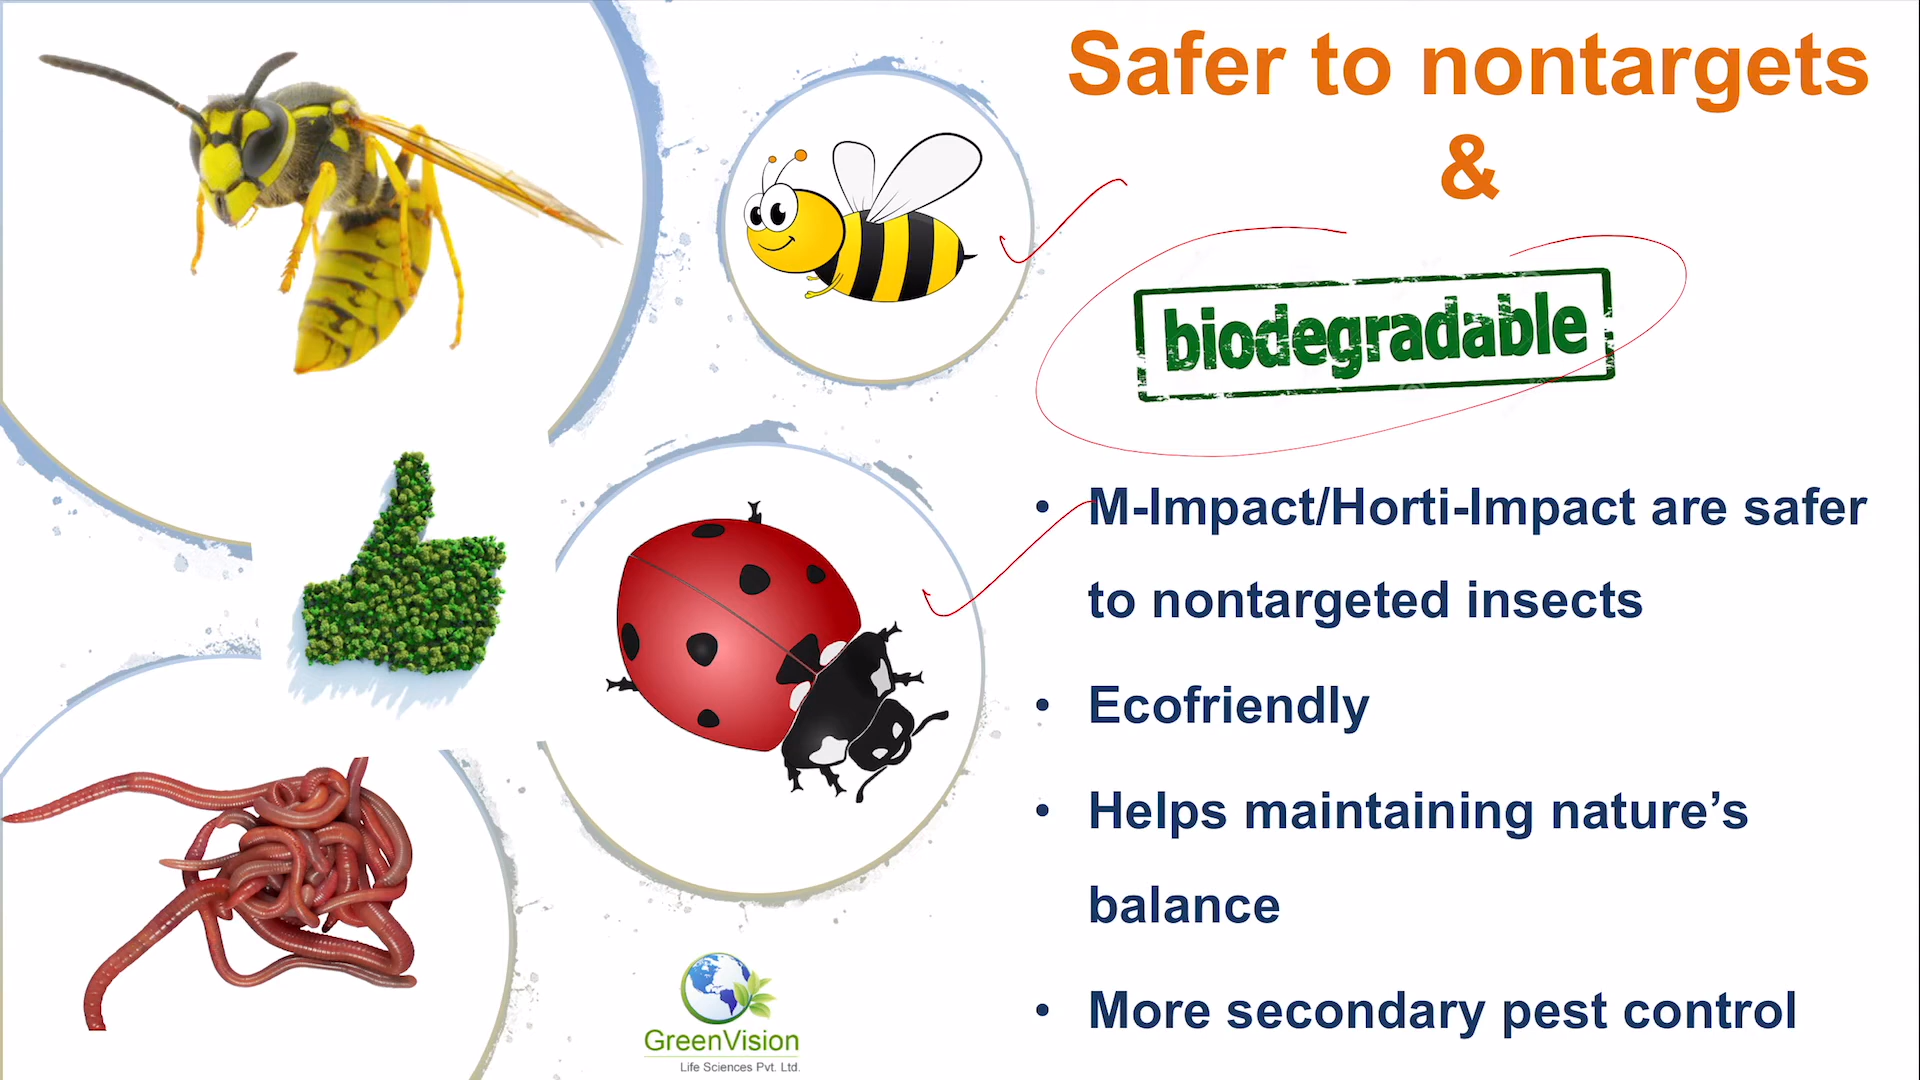 Safer to nontargets
&
biodegradable
• M-Impact/Horti-Impact are safer
to nontargeted insects
• Ecofriendly
• Helps maintaining nature’s
balance
• More secondary pest control
GreenVision
Life Sciences Pvt. Ltd.